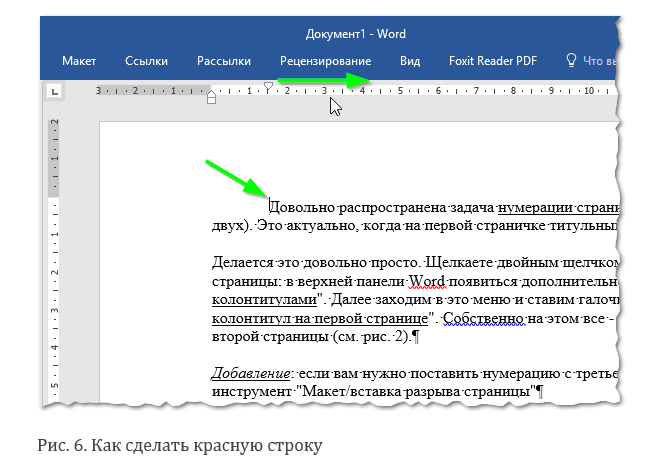 Документ1 - Word
Макет Ссылки Рассылки Рецензирование Вид Foxit Reader PDF Что вы
3 2 1 1 2 3 4 5 6 7 8 9 10
Довольно распространена задача нумерации страни
двух). Это актуально, когда на первой страничке титульны
Делается это довольно просто. Щелкаете двойным щелчком
страницы: в верхней панели Word появиться дополнительн
колонтитулами". Далее заходим в это меню и ставим галоч
колонтитул на первой странице". Собственно на этом все -
второй страницы (см. рис. 2).¶
Добавление: если вам нужно поставить нумерацию с третье
инструмент "Макет/вставка разрыва страницы"¶
Рис. 6. Как сделать красную строку